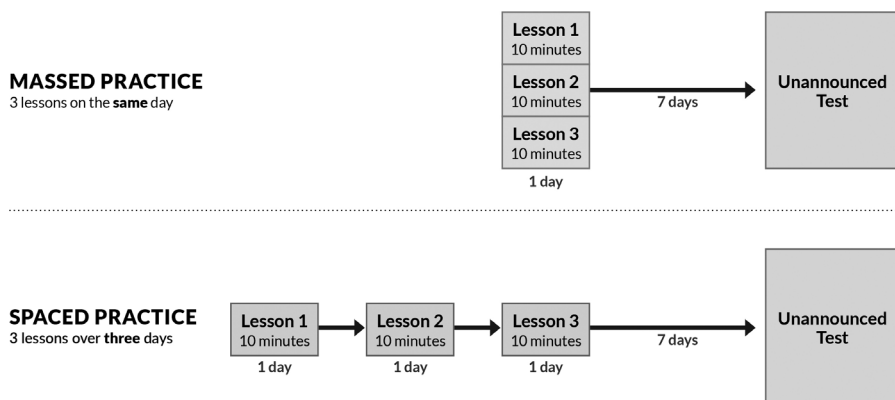 MASSED PRACTICE
3 lessons on the same day
Lesson 1
10 minutes
Lesson 2
10 minutes
Lesson 3
10 minutes
1 day
7 days
Unannounced
Test
SPACED PRACTICE
3 lessons over three days
Lesson 1
10 minutes
1 day
Lesson 2
10 minutes
1 day
Lesson 3
10 minutes
1 day
7 days
Unannounced
Test